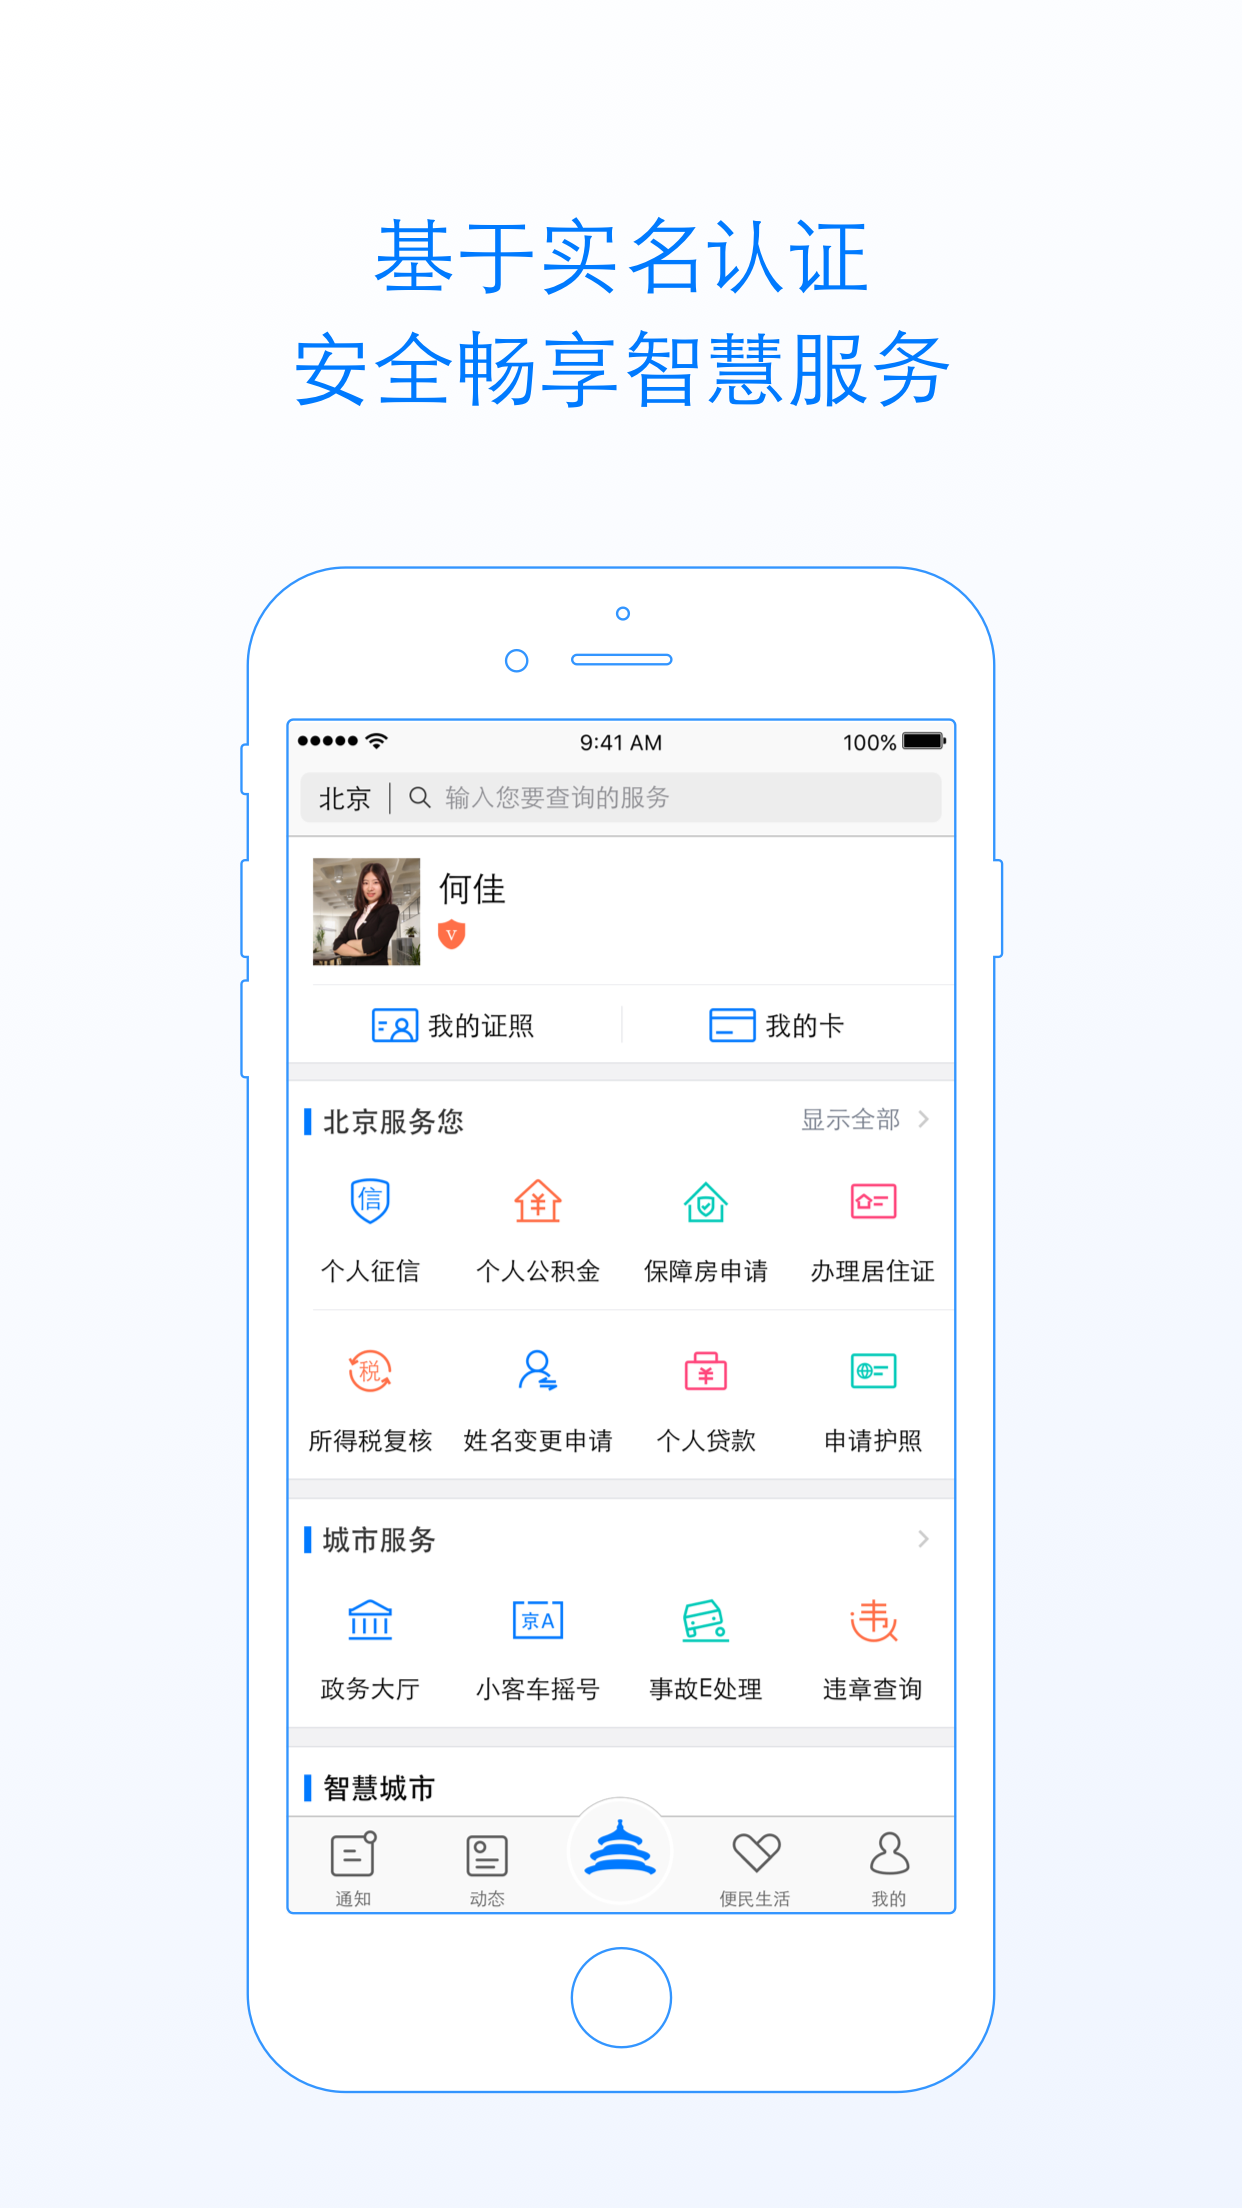 基于实名认证
安全畅享智慧服务
9:41 AM 100%
北京 输入您要查询的服务
何佳
V
我的证照 我的卡
北京服务您 显示全部
信
个人征信 个人公积金 保障房申请 办理居住证
税
所得税复核 姓名变更申请 个人贷款 申请护照
城市服务
京A
政务大厅 小客车摇号 事故E处理 违章查询
智慧城市
通知 动态 便民生活 我的